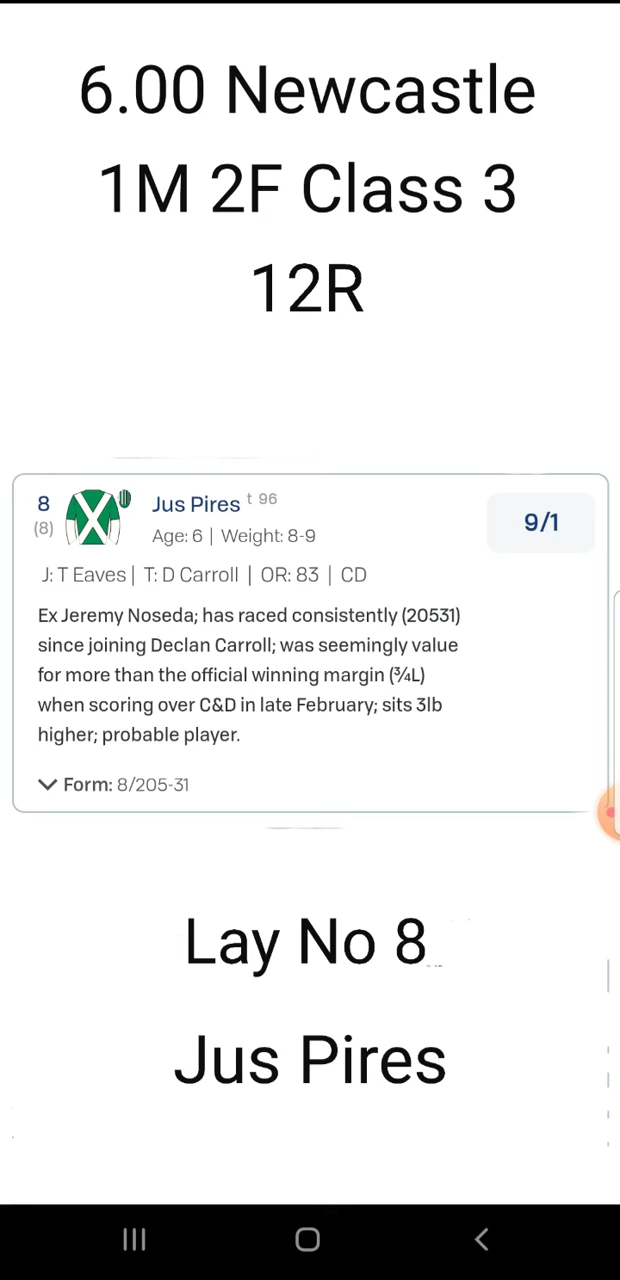 6.00 Newcastle
1M 2F Class 3
12R
8
(8)
Jus Pires t 96
Age: 6 | Weight: 8-9
9/1
J: T Eaves | T: D Carroll | OR: 83 | CD
Ex Jeremy Noseda; has raced consistently (20531)
since joining Declan Carroll; was seemingly value
for more than the official winning margin (¾L)
when scoring over C&D in late February; sits 3lb
higher; probable player.
Form: 8/205-31
Lay No 8
Jus Pires